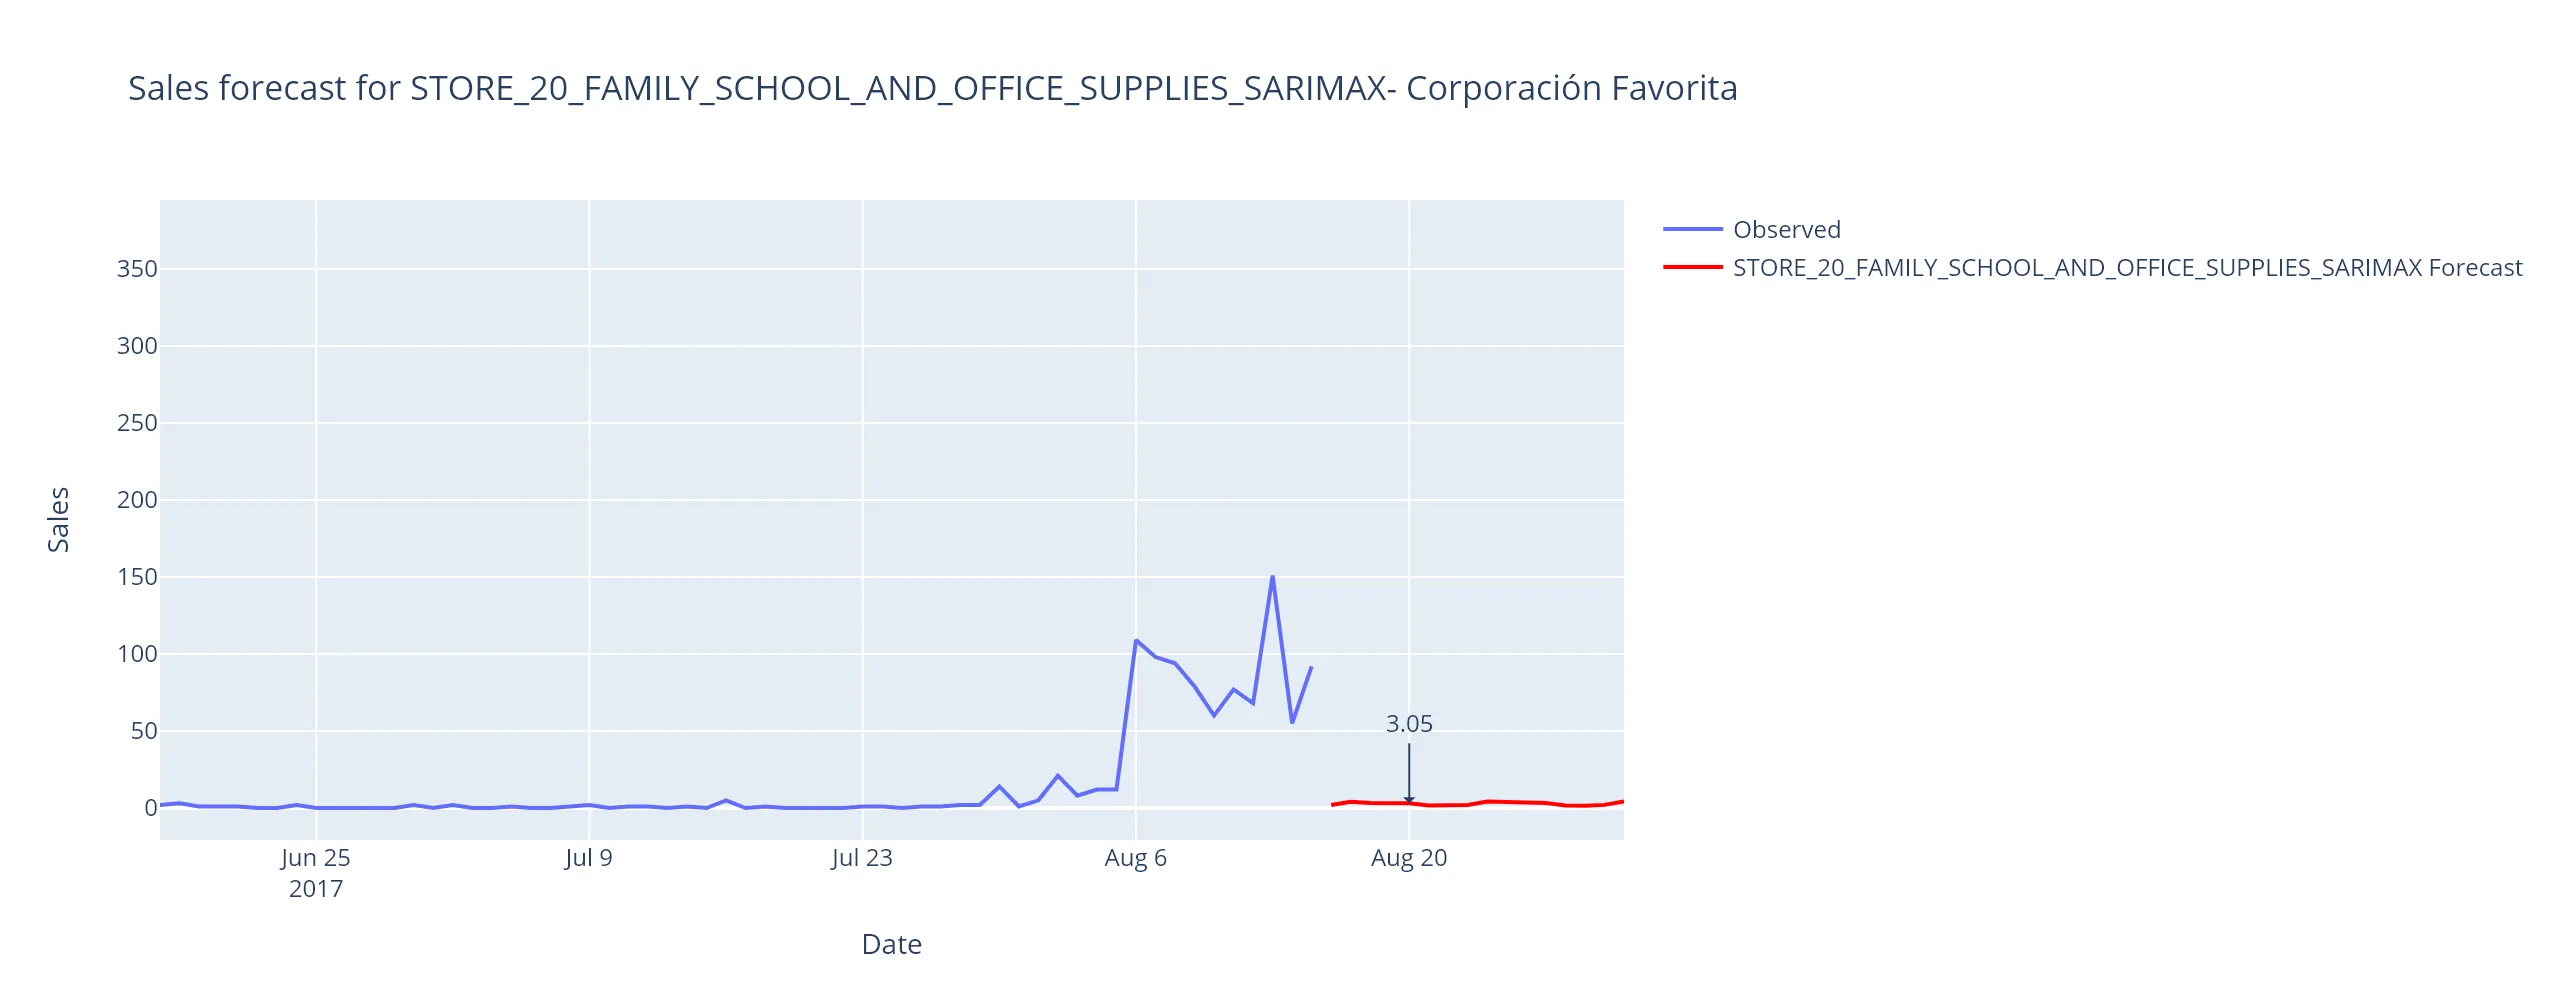 Sales forecast for STORE_20_FAMILY_SCHOOL_AND_OFFICE_SUPPLIES_SARIMAX- Corporación Favorita
Observed
STORE_20_FAMILY_SCHOOL_AND_OFFICE_SUPPLIES_SARIMAX Forecast
350
300
250
200
150
100
50
0
Sales
3.05
Jun 25
2017
Jul 9
Jul 23
Aug 6
Aug 20
Date